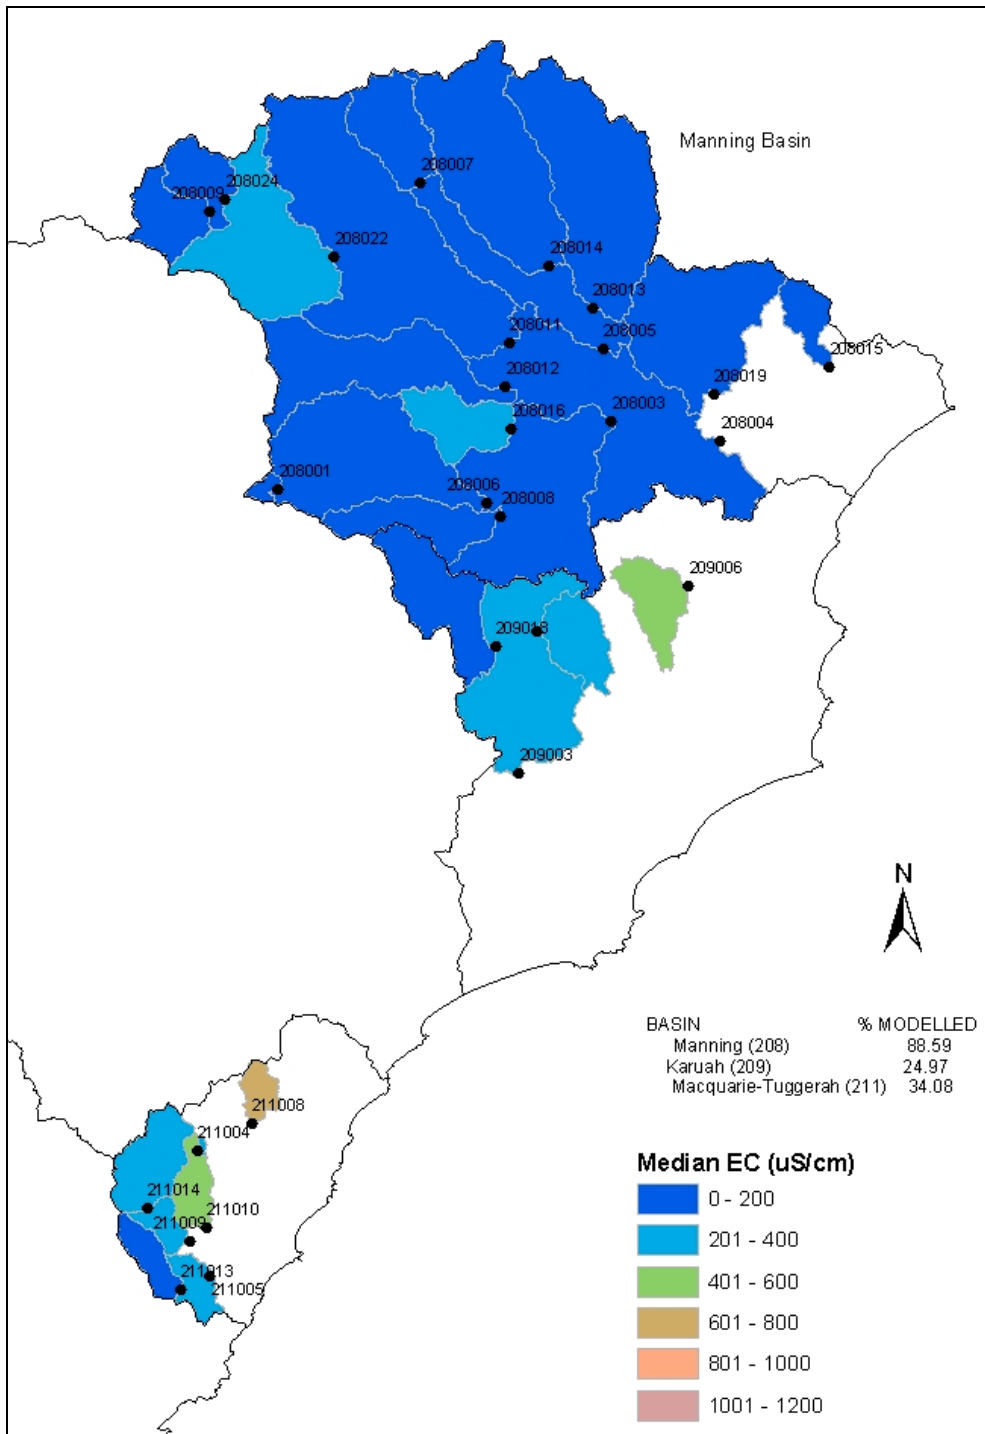 Manning Basin
208007
208024
208009
208022
208014
208013
208011
208005
208015
208012
208019
208016
208003
208004
208001
208006
208008
209006
209018
209003
N
BASIN % MODELLED
Manning (208) 88.59
Karuah (209) 24.97
Macquarie-Tuggerah (211) 34.08
211008
211004
211014
211010
211009
211013
211005
Median EC (uS/cm)
0 - 200
201 - 400
401 - 600
601 - 800
801 - 1000
1001 - 1200